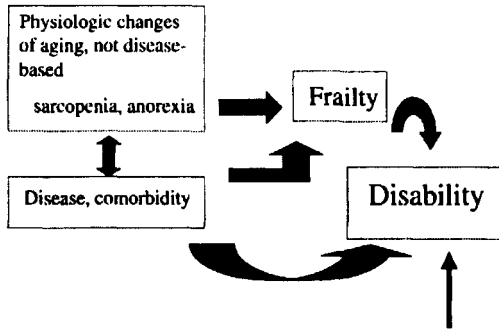 Physiologic changes
of aging, not disease-
based
sarcopenia, anorexia
Frailty
Disease, comorbidity
Disability